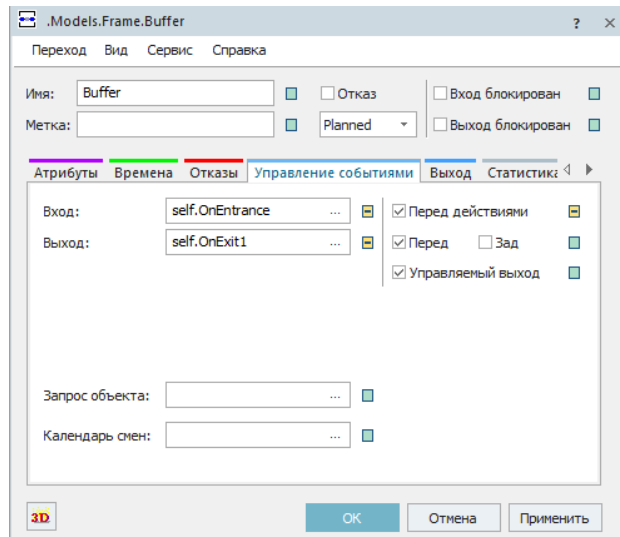 .Models.Frame.Buffer ? ×
Переход Вид Сервис Справка
Имя: Buffer Отказ Вход блокирован
Метка: Planned Выход блокирован
Атрибуты Времена Отказы Управление событиями Выход Статистика
Вход: self.OnEntrance ... Перед действиями
Выход: self.OnExit1 ... Перед Зад
Управляемый выход
Запрос объекта: ...
Календарь смен: ...
3D OK Отмена Применить